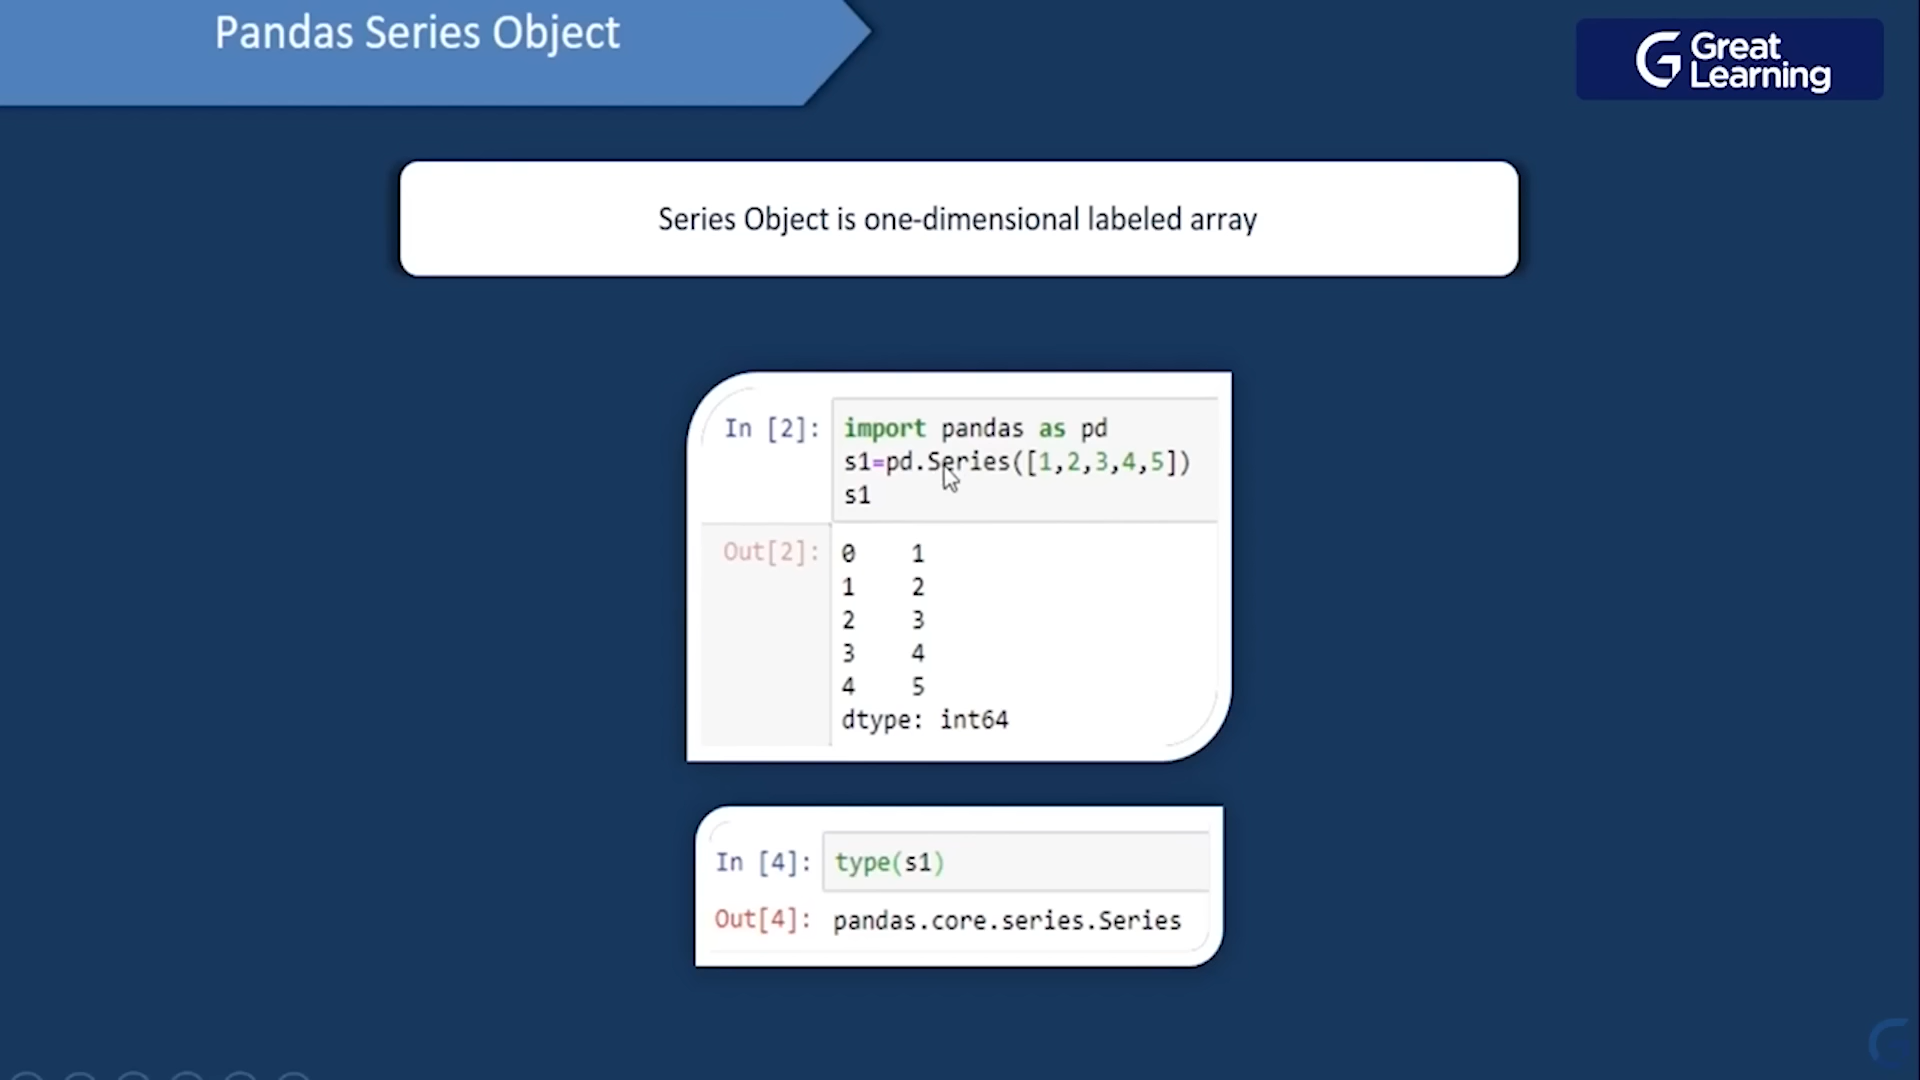 Pandas Series Object
Great
Learning
Series Object is one-dimensional labeled array
In [2]: import pandas as pd
s1=pd.Series([1,2,3,4,5])
s1
Out[2]: 0 1
1 2
2 3
3 4
4 5
dtype: int64
In [4]: type(s1)
Out[4]: pandas.core.series.Series